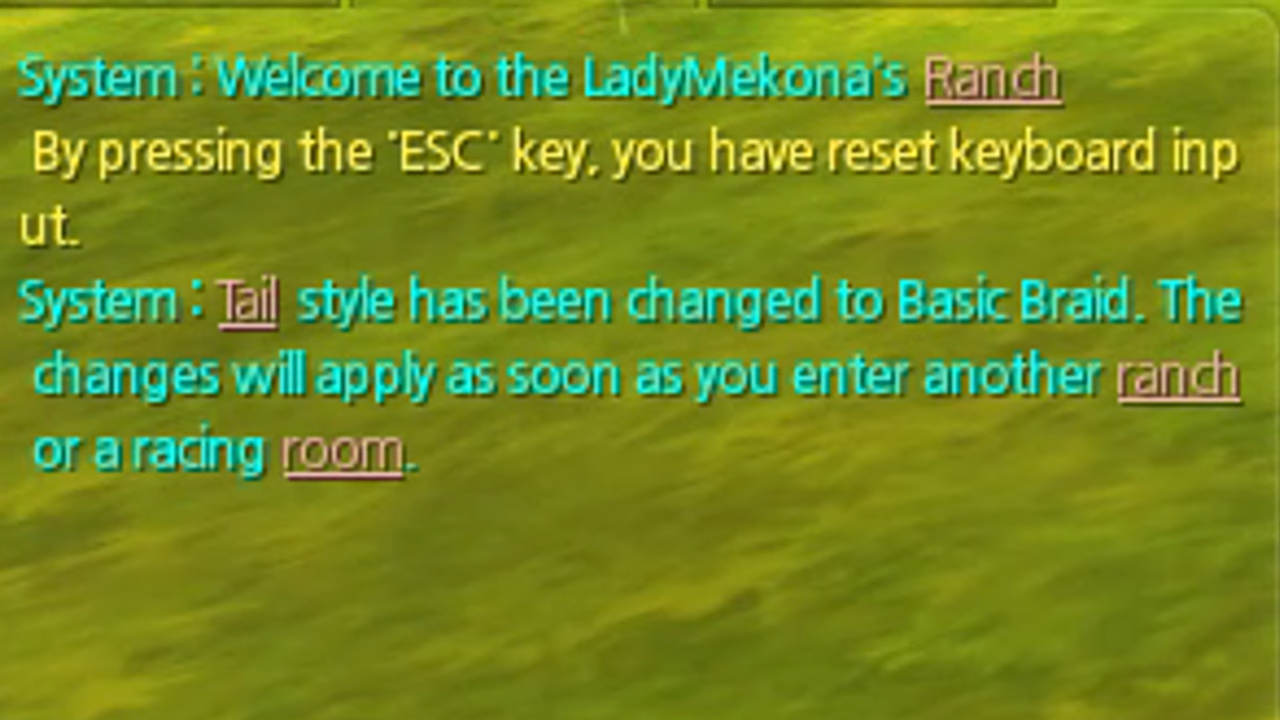 System : Welcome to the LadyMekona's Ranch
By pressing the "ESC" key, you have reset keyboard inp
ut.
System : Tail style has been changed to Basic Braid. The
changes will apply as soon as you enter another ranch
or a racing room.